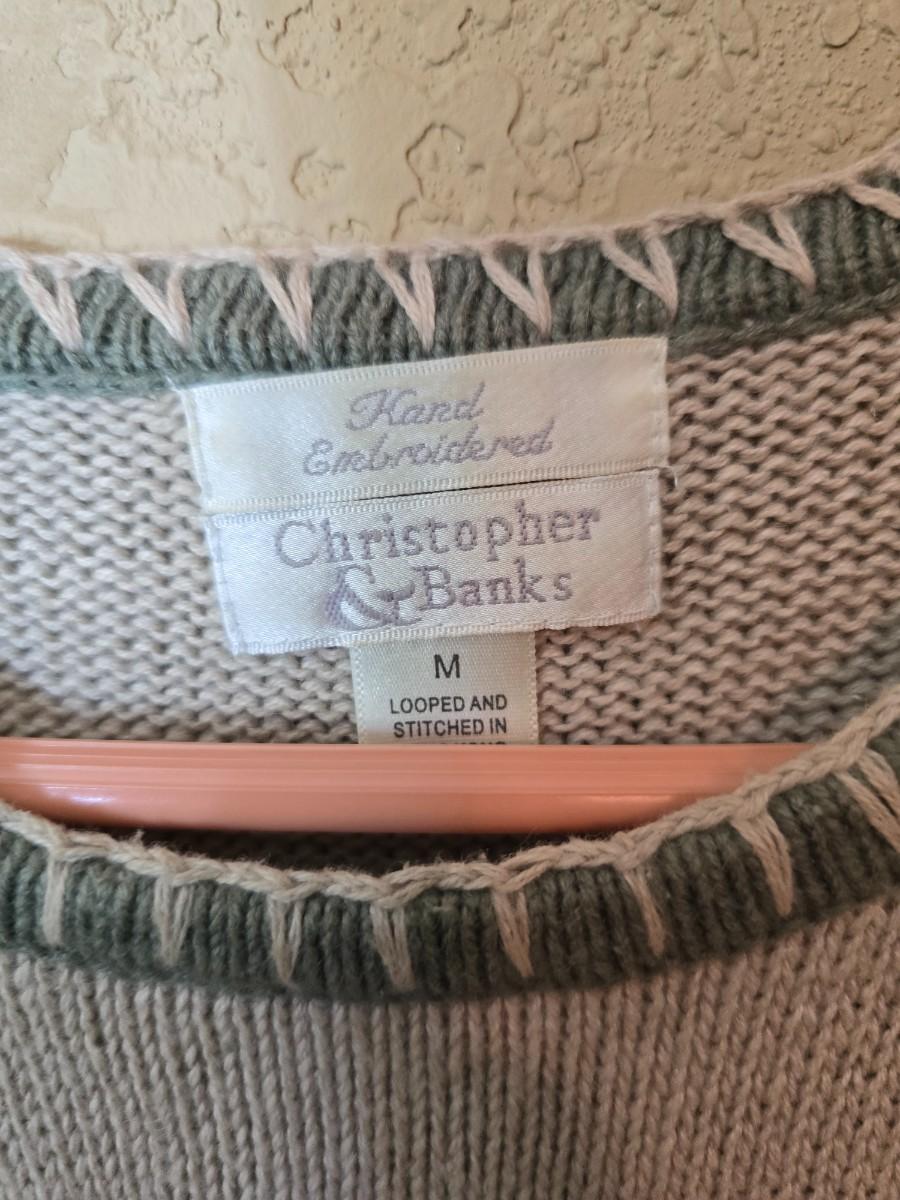 Hand
Embroidered
Christopher
& Banks
M
LOOPED AND
STITCHED IN